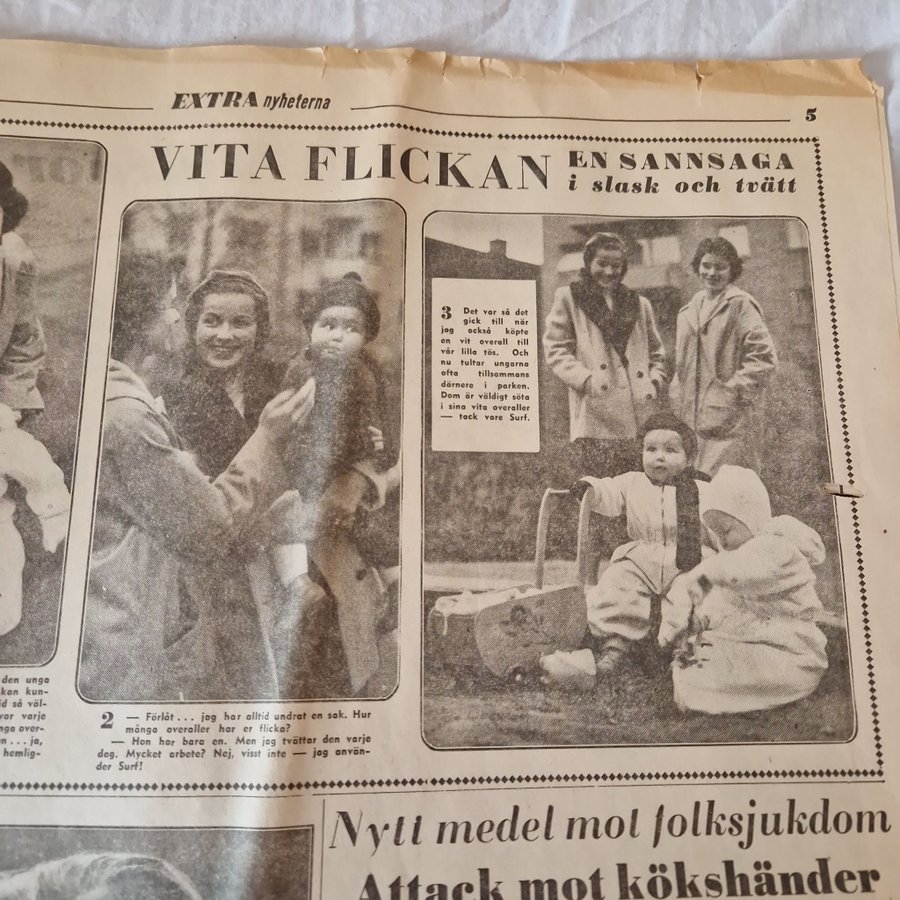 EXTRA nyheterna
5
VITA FLICKAN
EN SANNSAGA
i slask och tvätt
3 Det var så det
gick till när
jag också köpte
en vit overall till
vår lilla tös. Och
nu tultar ungarna
ofta tillsammans
därnere i parken.
Dom är väldigt söta
i sina vita overaller
— tack vare Surf.
den unga
kon kun-
id så väl-
var varje
nga over-
en ... ja,
hemlig-
2 — Förlåt ... jag har alltid undrat en sak. Hur
många overaller har er flicka?
— Hon har bara en. Men jag tvättar den varje
dag. Mycket arbete? Nej, visst inte — jag använ-
der Surf!
Nytt medel mot folksjukdom
Attack mot kökshänder